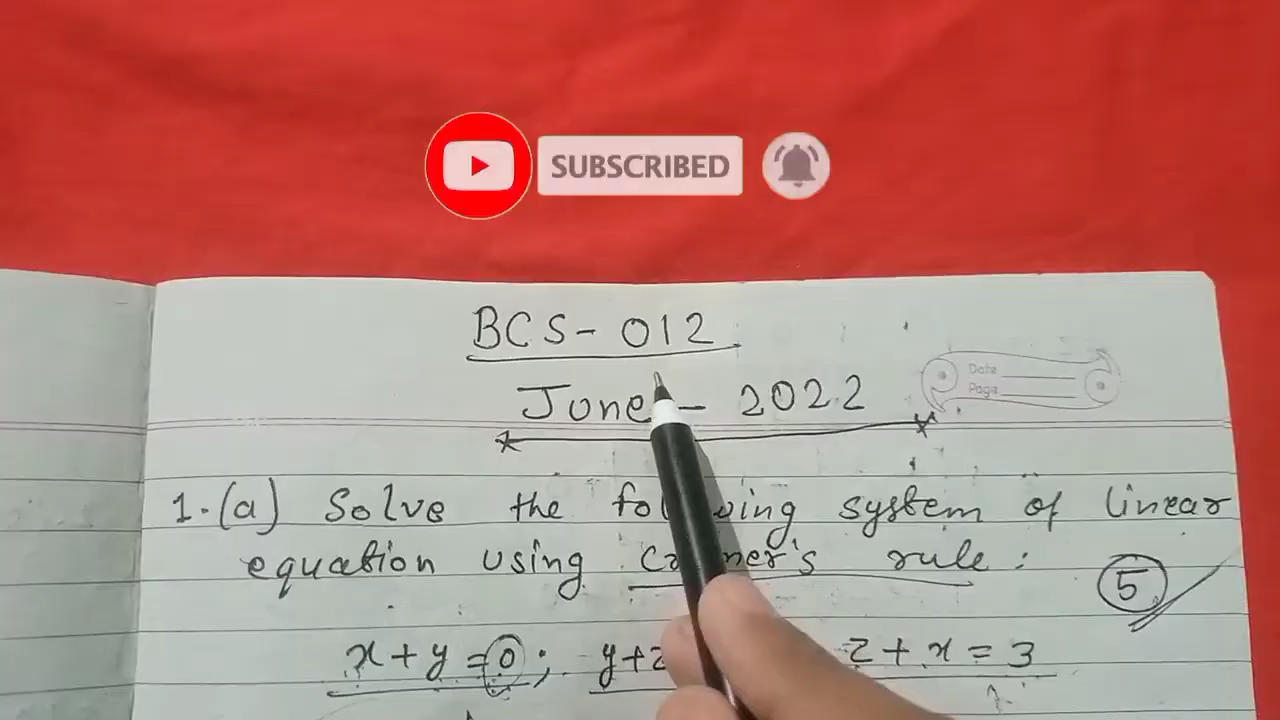 SUBSCRIBED
BCS-012
June - 2022
Date
Page
1.(a) Solve the following system of linear
equation using Cramer's rule :
5
x+y=0; y+z z+x=3